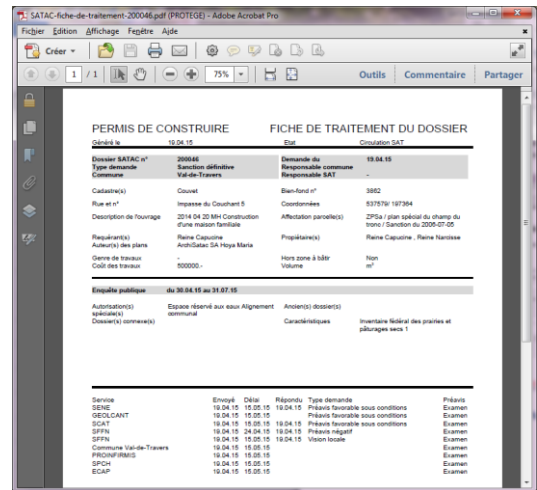 SATAC-fiche-de-traitement-200046.pdf (PROTEGE) - Adobe Acrobat Pro
Fichier Edition Affichage Fenêtre Ajde
Créer
1 / 1 75% Outils Commentaire Partager
PERMIS DE CONSTRUIRE FICHE DE TRAITEMENT DU DOSSIER
Généré le 19.04.15 Etat Circulation SAT
Dossier SATAC n° 200046 Demande du 19.04.15
Type demande Sanction définitive Responsable commune
Commune Val-de-Travers Responsable SAT -
Cadastre(s) Couvet Bien-fond n° 3862
Rue et n° Impasse du Couchant 5 Coordonnées 537579/ 197364
Description de l'ouvrage 2014 04 20 MH Construction Affectation parcelle(s) ZPSa / plan spécial du champ du
d'une maison familiale trono / Sanction du 2006-07-05
Requérant(s) Reine Capucine Propiétaire(s) Reine Capucine , Reine Narcisse
Auteur(s) des plans ArchiSatac SA Hoya Maria
Genre de travaux - Hors zone à bâtir Non
Coût des travaux 500000.- Volume m³
Enquête publique du 30.04.15 au 31.07.15
Autorisation(s) Espace réservé aux eaux Alignement Ancien(s) dossier(s)
spéciale(s) communal
Dossier(s) connexe(s) Caractéristiques Inventaire fédéral des prairies et
pâturages secs 1
Service Envoyé Délai Répondu Type demande Préavis
SENE 19.04.15 15.05.15 19.04.15 Préavis favorable sous conditions Examen
GEOLCANT 19.04.15 15.05.15 Préavis favorable sous conditions Examen
SCAT 19.04.15 15.05.15 19.04.15 Préavis favorable sous conditions Examen
SFFN 19.04.15 24.04.15 19.04.15 Préavis négatif Examen
SFFN 19.04.15 15.05.15 19.04.15 Vision locale Examen
Commune Val-de-Travers 19.04.15 15.05.15 Examen
PROINFIRMIS 19.04.15 15.05.15 Examen
SPCH 19.04.15 15.05.15 Examen
ECAP 19.04.15 15.05.15 Examen